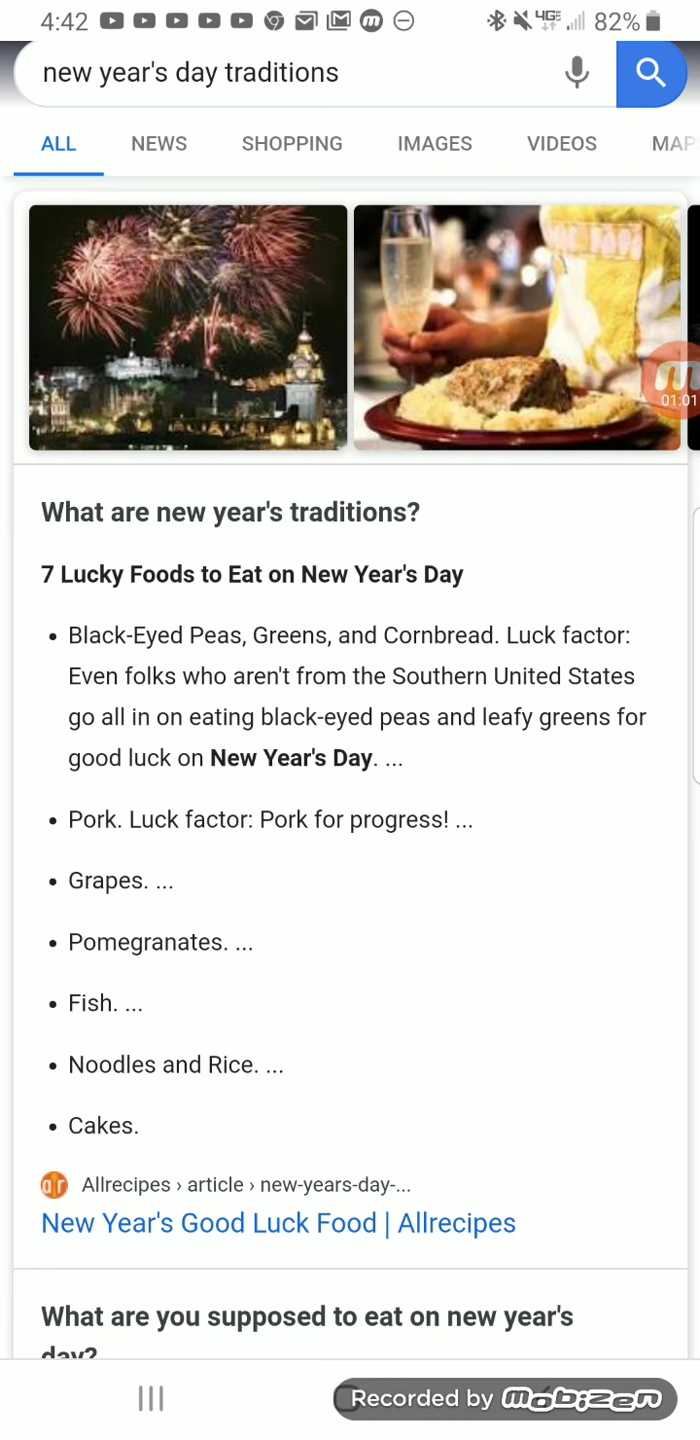 4:42
4GE
82%
new year's day traditions
ALL NEWS SHOPPING IMAGES VIDEOS MAP
01:01
What are new year's traditions?
7 Lucky Foods to Eat on New Year's Day
• Black-Eyed Peas, Greens, and Cornbread. Luck factor:
Even folks who aren't from the Southern United States
go all in on eating black-eyed peas and leafy greens for
good luck on New Year's Day. ...
• Pork. Luck factor: Pork for progress! ...
• Grapes. ...
• Pomegranates. ...
• Fish. ...
• Noodles and Rice. ...
• Cakes.
ar Allrecipes › article › new-years-day-...
New Year's Good Luck Food | Allrecipes
What are you supposed to eat on new year's
day?
Recorded by mobizen